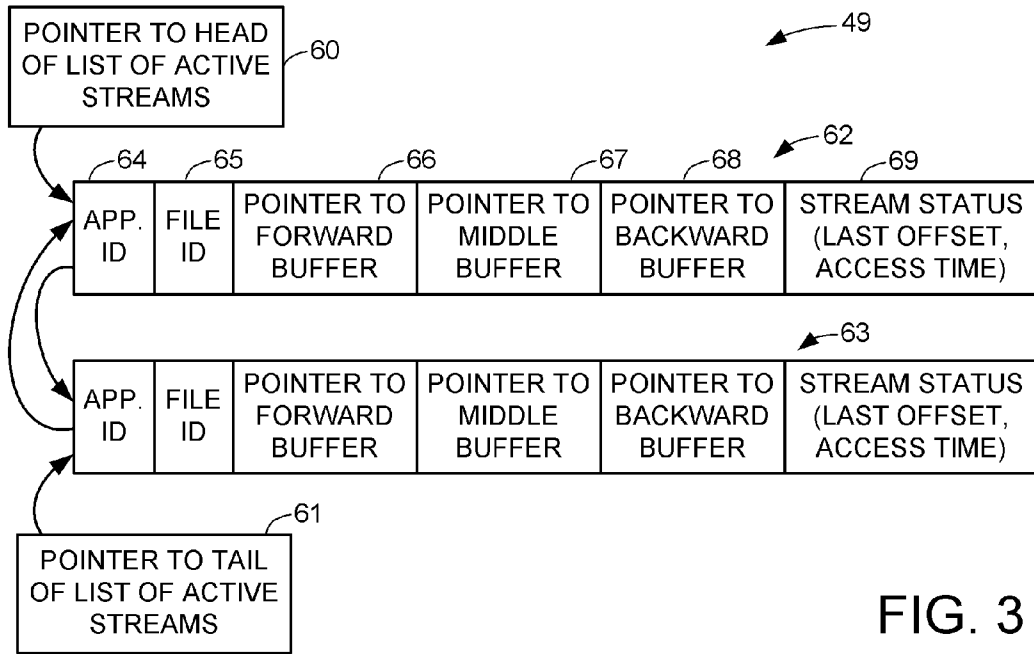 POINTER TO HEAD
OF LIST OF ACTIVE
STREAMS
60
49
62
64
65
66
67
68
69
APP.
ID
FILE
ID
POINTER TO
FORWARD
BUFFER
POINTER TO
MIDDLE
BUFFER
POINTER TO
BACKWARD
BUFFER
STREAM STATUS
(LAST OFFSET,
ACCESS TIME)
63
APP.
ID
FILE
ID
POINTER TO
FORWARD
BUFFER
POINTER TO
MIDDLE
BUFFER
POINTER TO
BACKWARD
BUFFER
STREAM STATUS
(LAST OFFSET,
ACCESS TIME)
61
POINTER TO TAIL
OF LIST OF ACTIVE
STREAMS
FIG. 3